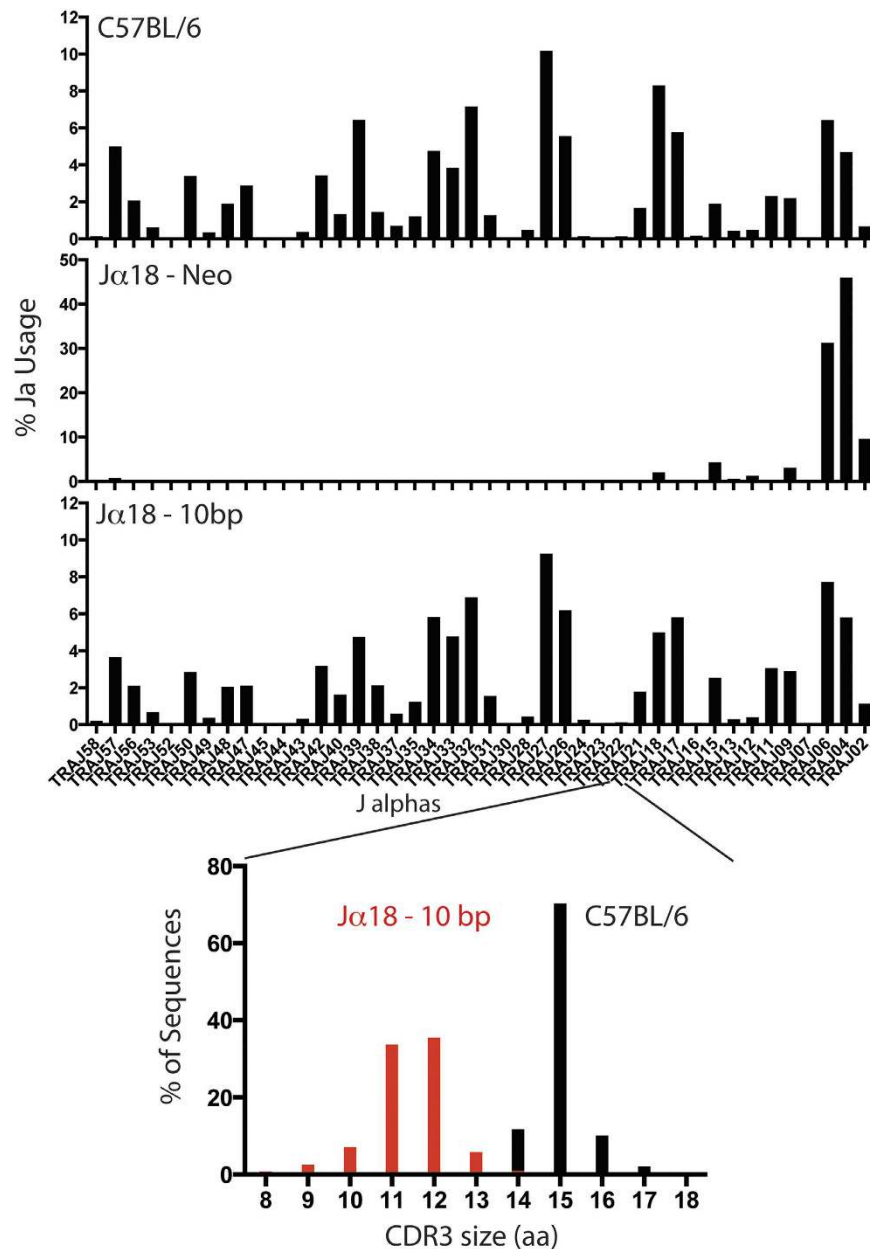 C57BL/6
12
10
8
6
4
2
0
Jα18 - Neo
50
40
30
20
10
0
% Ja Usage
Jα18 - 10bp
12
10
8
6
4
2
0
TRAJ58 TRAJ57 TRAJ56 TRAJ53 TRAJ52 TRAJ50 TRAJ49 TRAJ48 TRAJ47 TRAJ45 TRAJ44 TRAJ43 TRAJ42 TRAJ40 TRAJ39 TRAJ38 TRAJ37 TRAJ35 TRAJ34 TRAJ33 TRAJ32 TRAJ31 TRAJ30 TRAJ28 TRAJ27 TRAJ26 TRAJ24 TRAJ23 TRAJ22 TRAJ21 TRAJ18 TRAJ17 TRAJ16 TRAJ15 TRAJ13 TRAJ12 TRAJ11 TRAJ09 TRAJ07 TRAJ06 TRAJ04 TRAJ02
J alphas
80
60
40
20
0
% of Sequences
Jα18 - 10 bp C57BL/6
8 9 10 11 12 13 14 15 16 17 18
CDR3 size (aa)